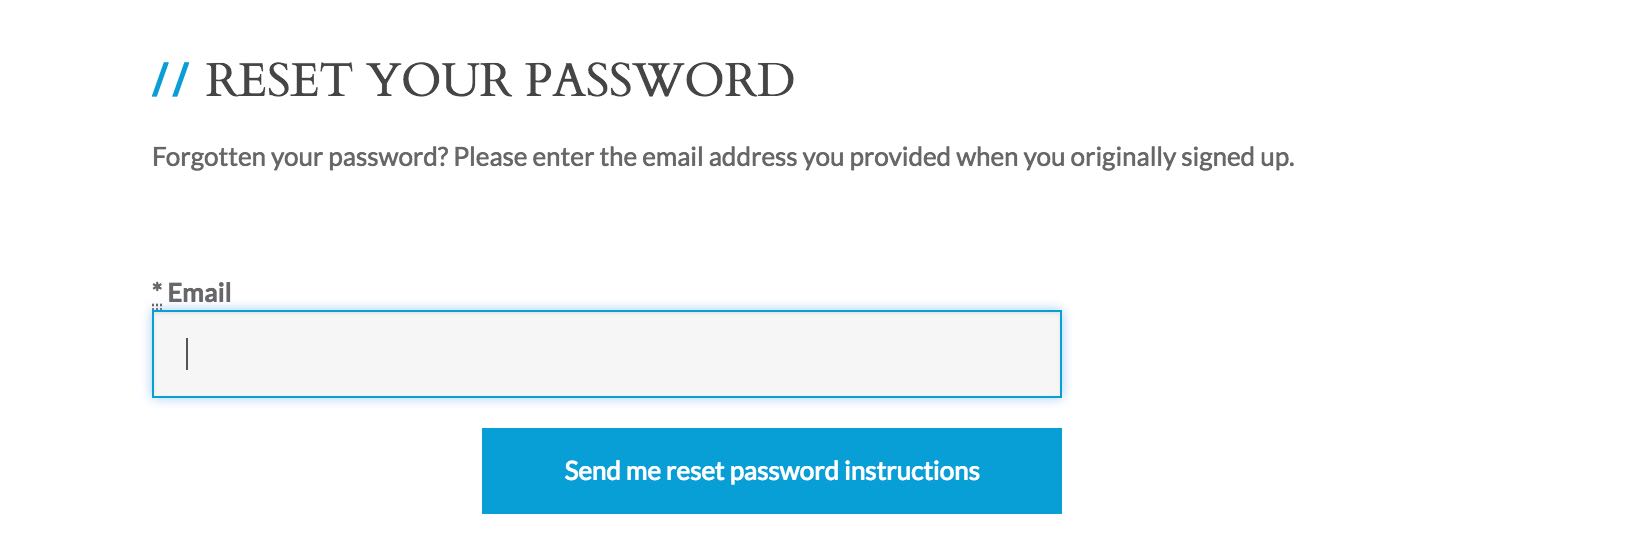 // RESET YOUR PASSWORD
Forgotten your password? Please enter the email address you provided when you originally signed up.
* Email
Send me reset password instructions